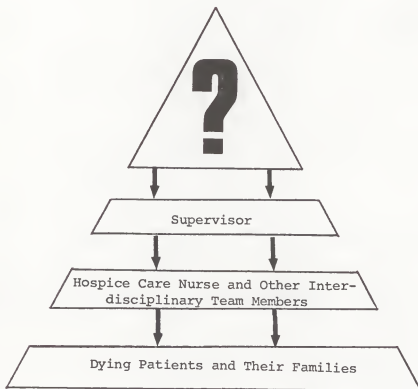 ?
Supervisor
Hospice Care Nurse and Other Inter-
disciplinary Team Members
Dying Patients and Their Families